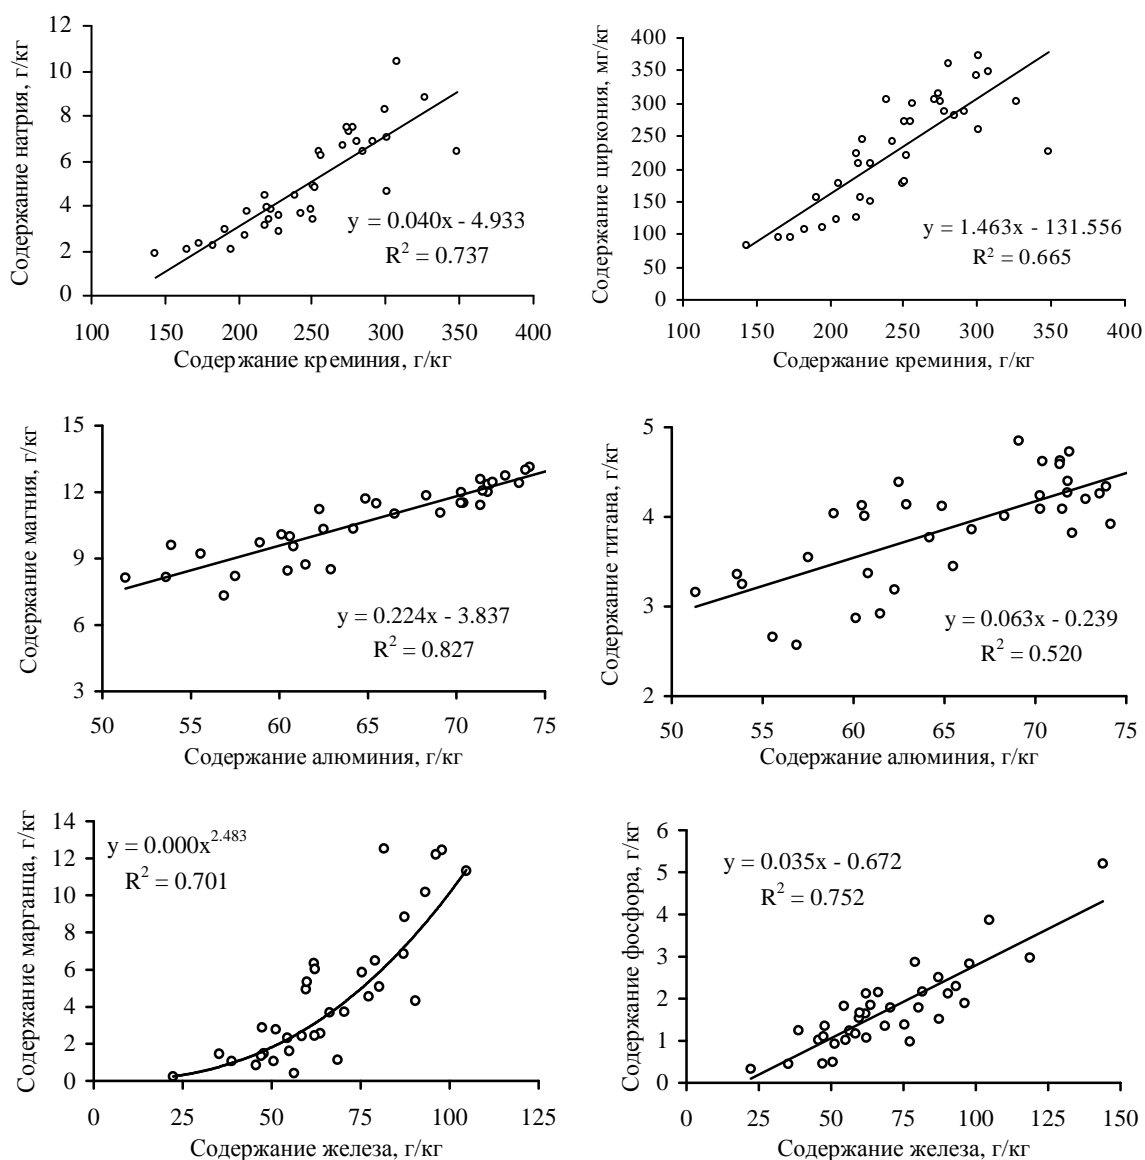 Содержание натрия, г/кг
12
10
8
6
4
2
0
y = 0.040x - 4.933
R² = 0.737
100 150 200 250 300 350 400
Содержание креминия, г/кг
Содержание циркония, мг/кг
400
350
300
250
200
150
100
50
0
y = 1.463x - 131.556
R² = 0.665
100 150 200 250 300 350 400
Содержание креминия, г/кг
Содержание магния, г/кг
15
12
9
6
3
y = 0.224x - 3.837
R² = 0.827
50 55 60 65 70 75
Содержание алюминия, г/кг
Содержание титана, г/кг
5
4
3
2
y = 0.063x - 0.239
R² = 0.520
50 55 60 65 70 75
Содержание алюминия, г/кг
Содержание марганца, г/кг
14
12
10
8
6
4
2
0
y = 0.000x^2.483
R² = 0.701
0 25 50 75 100 125
Содержание железа, г/кг
Содержание фосфора, г/кг
6
5
4
3
2
1
0
y = 0.035x - 0.672
R² = 0.752
0 25 50 75 100 125 150
Содержание железа, г/кг